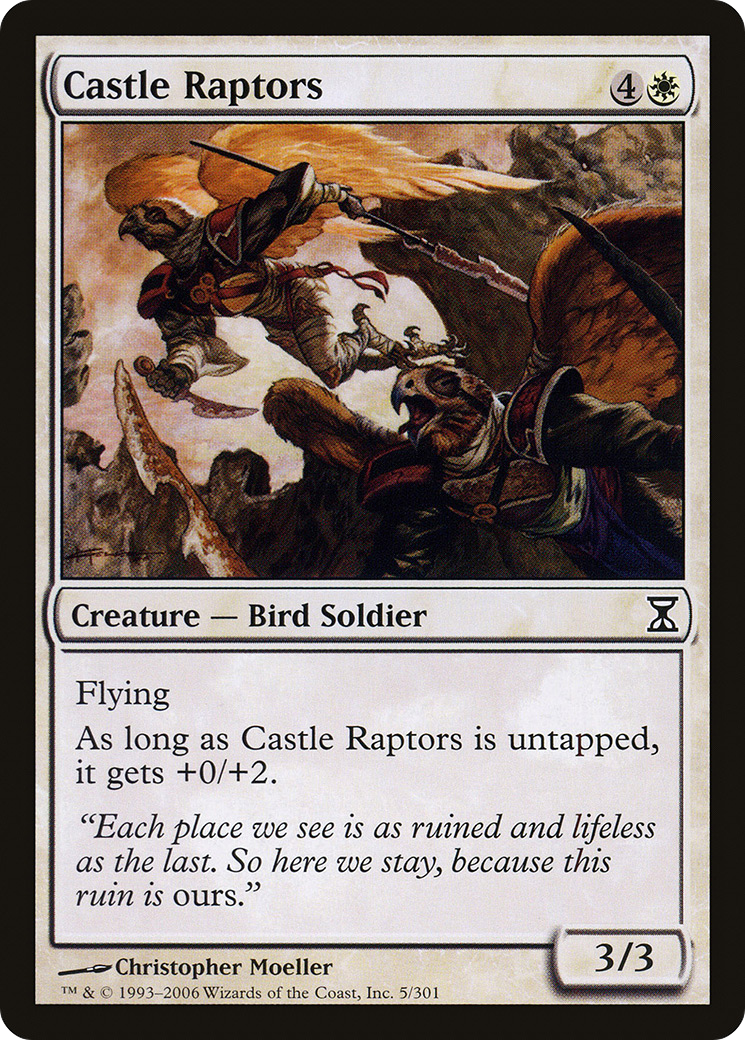 Castle Raptors 4
Creature — Bird Soldier
Flying
As long as Castle Raptors is untapped,
it gets +0/+2.
“Each place we see is as ruined and lifeless
as the last. So here we stay, because this
ruin is ours.”
3/3
Christopher Moeller
™ & © 1993–2006 Wizards of the Coast, Inc. 5/301